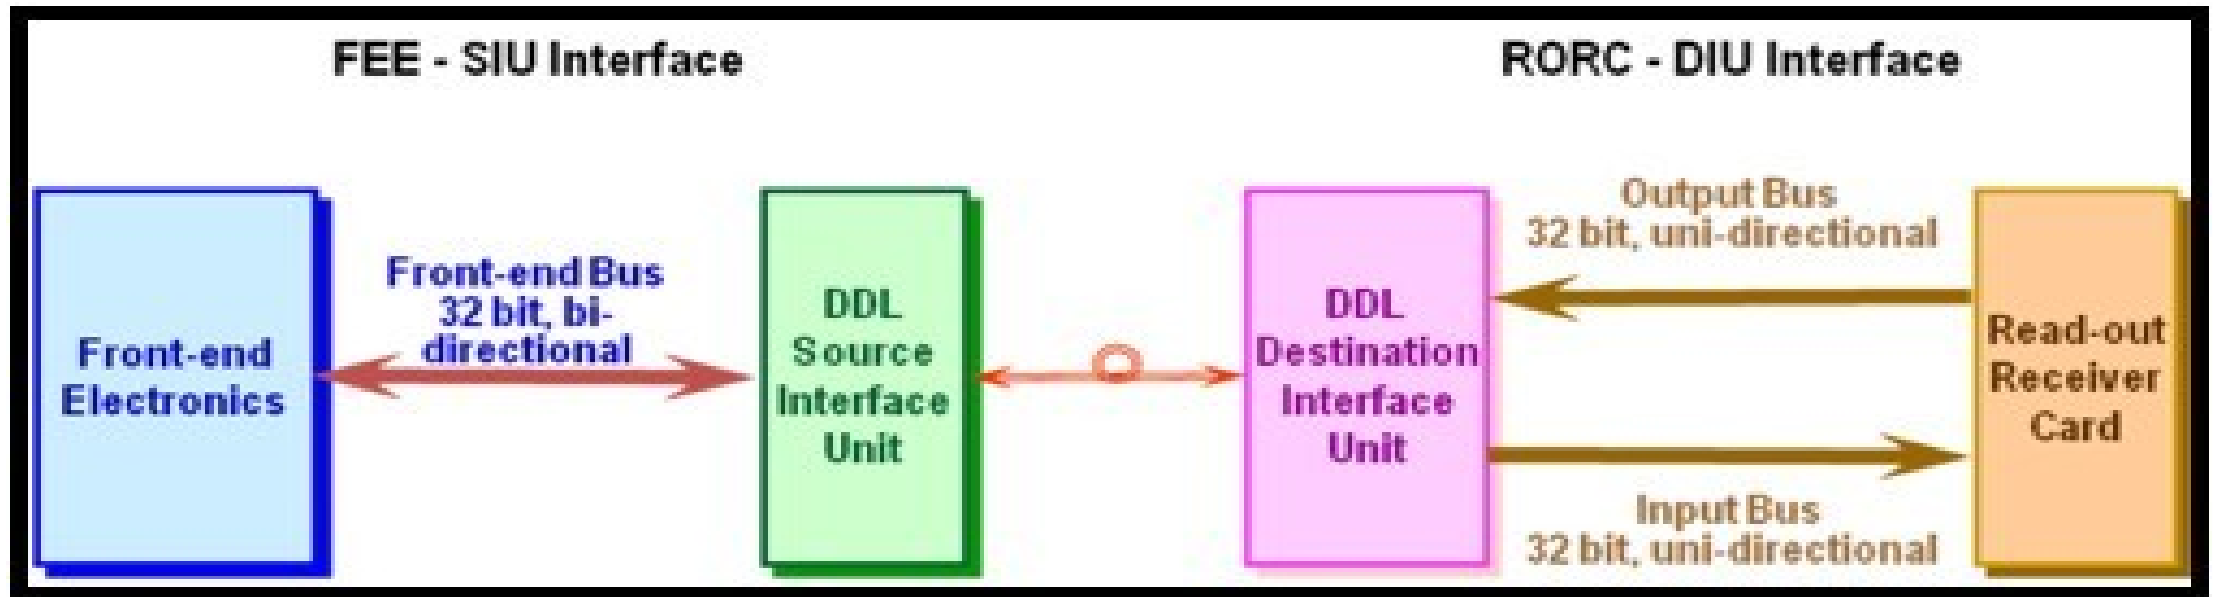 FEE - SIU Interface
RORC - DIU Interface
Front-end
Electronics
Front-end Bus
32 bit, bi-
directional
DDL
Source
Interface
Unit
DDL
Destination
Interface
Unit
Output Bus
32 bit, uni-directional
Input Bus
32 bit, uni-directional
Read-out
Receiver
Card